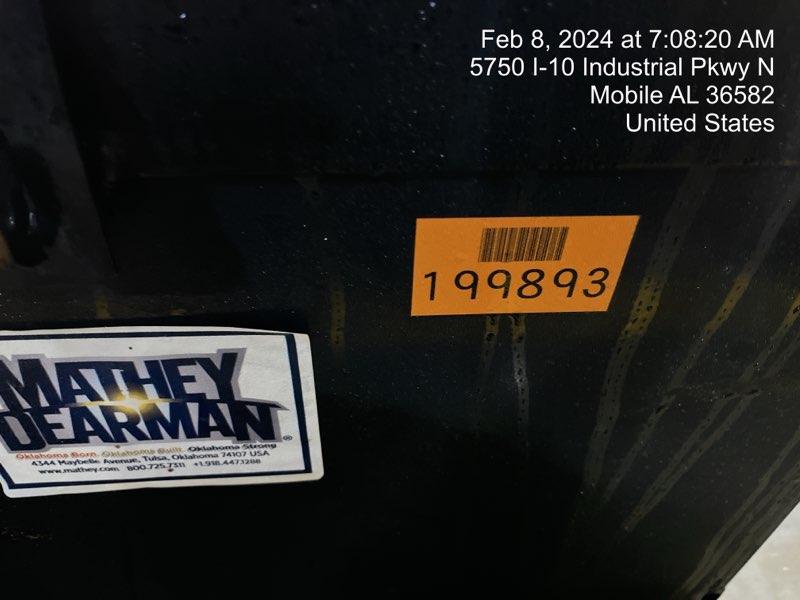 Feb 8, 2024 at 7:08:20 AM
5750 I-10 Industrial Pkwy N
Mobile AL 36582
United States
199893
MATHEY
DEARMAN®
Oklahoma Born. Oklahoma Built. Oklahoma Strong
4344 Maybelle Avenue, Tulsa, Oklahoma 74107 USA
www.mathey.com 800.725.7311 +1.918.447.1288